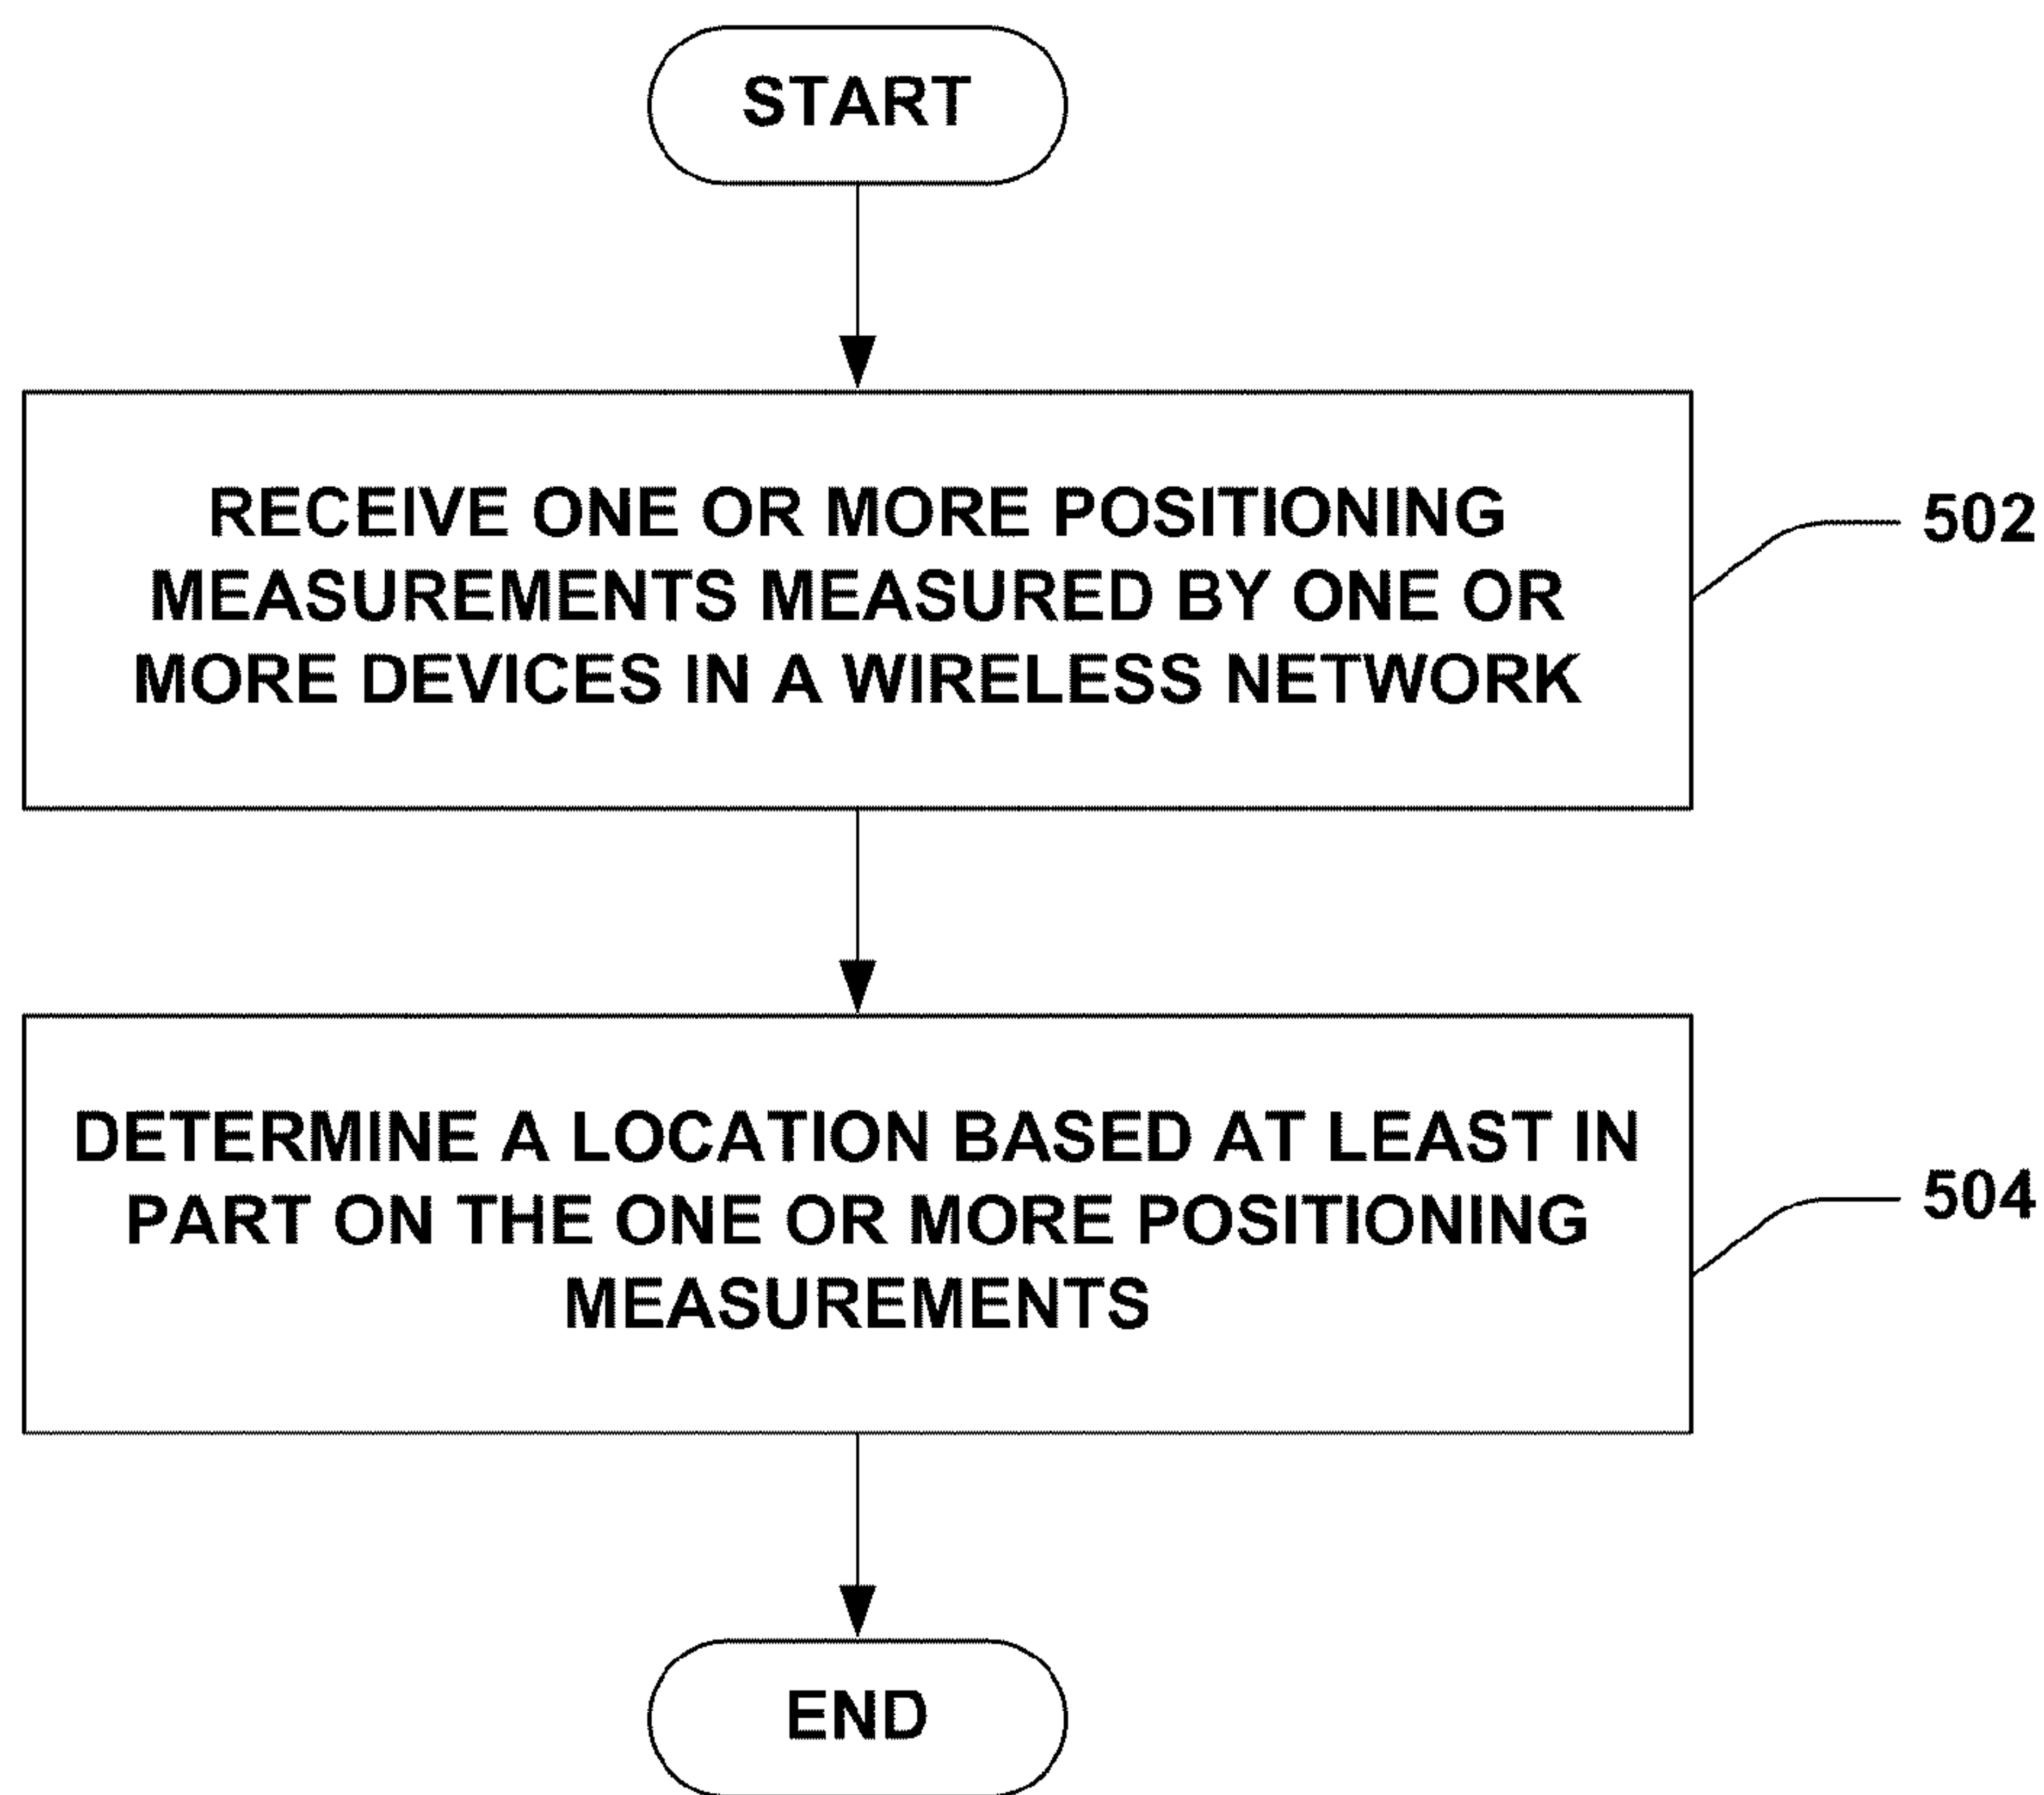 START
RECEIVE ONE OR MORE POSITIONING
MEASUREMENTS MEASURED BY ONE OR
MORE DEVICES IN A WIRELESS NETWORK
502
DETERMINE A LOCATION BASED AT LEAST IN
PART ON THE ONE OR MORE POSITIONING
MEASUREMENTS
504
END